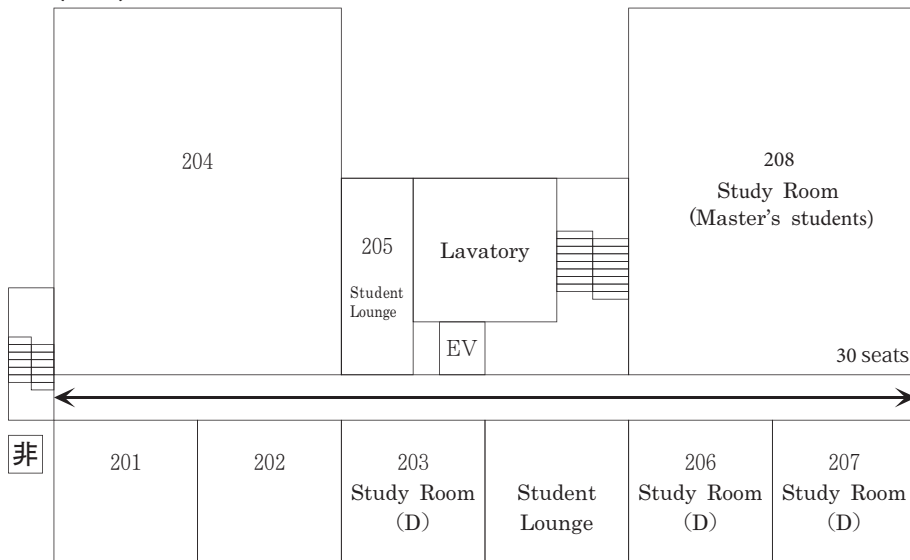 204
208
Study Room
(Master's students)
205
Student
Lounge
Lavatory
EV
30 seats
非
201
202
203
Study Room
(D)
Student
Lounge
206
Study Room
(D)
207
Study Room
(D)